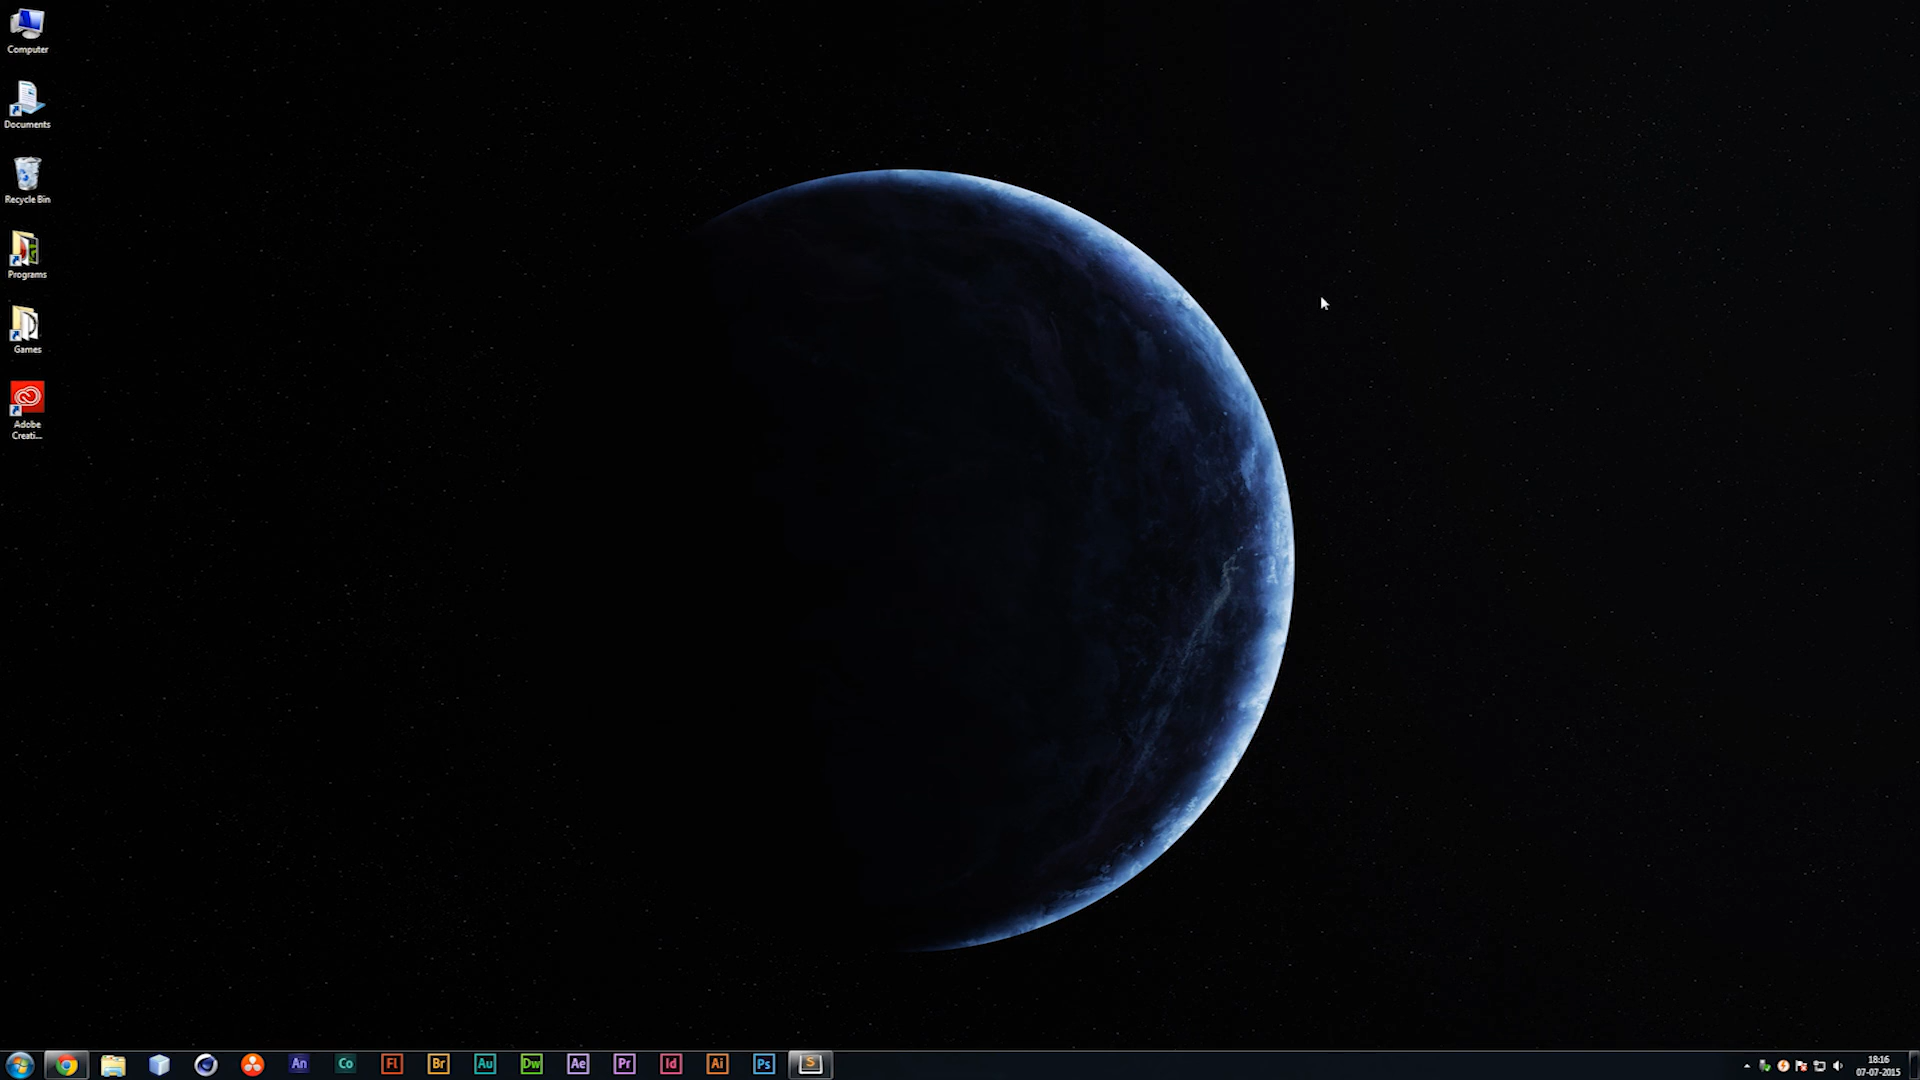 Computer
Documents
Recycle Bin
Programs
Games
Adobe
Creati...
An Co Fl Br Au Dw Ae Pr Id Ai Ps S
18:16
07-07-2015